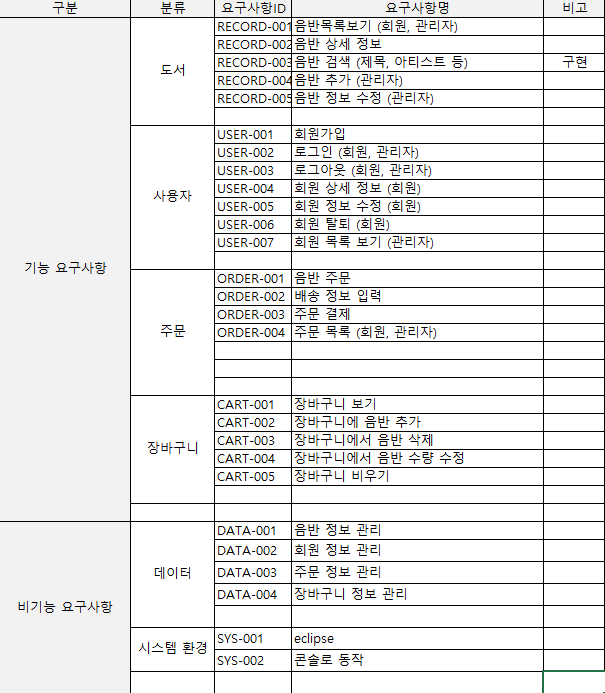 구분 분류 요구사항ID 요구사항명 비고
기능 요구사항
도서
RECORD-001 음반목록보기 (회원, 관리자)
RECORD-002 음반 상세 정보
RECORD-003 음반 검색 (제목, 아티스트 등) 구현
RECORD-004 음반 추가 (관리자)
RECORD-005 음반 정보 수정 (관리자)
사용자
USER-001 회원가입
USER-002 로그인 (회원, 관리자)
USER-003 로그아웃 (회원, 관리자)
USER-004 회원 상세 정보 (회원)
USER-005 회원 정보 수정 (회원)
USER-006 회원 탈퇴 (회원)
USER-007 회원 목록 보기 (관리자)
주문
ORDER-001 음반 주문
ORDER-002 배송 정보 입력
ORDER-003 주문 결제
ORDER-004 주문 목록 (회원, 관리자)
장바구니
CART-001 장바구니 보기
CART-002 장바구니에 음반 추가
CART-003 장바구니에서 음반 삭제
CART-004 장바구니에서 음반 수량 수정
CART-005 장바구니 비우기
비기능 요구사항
데이터
DATA-001 음반 정보 관리
DATA-002 회원 정보 관리
DATA-003 주문 정보 관리
DATA-004 장바구니 정보 관리
시스템 환경
SYS-001 eclipse
SYS-002 콘솔로 동작